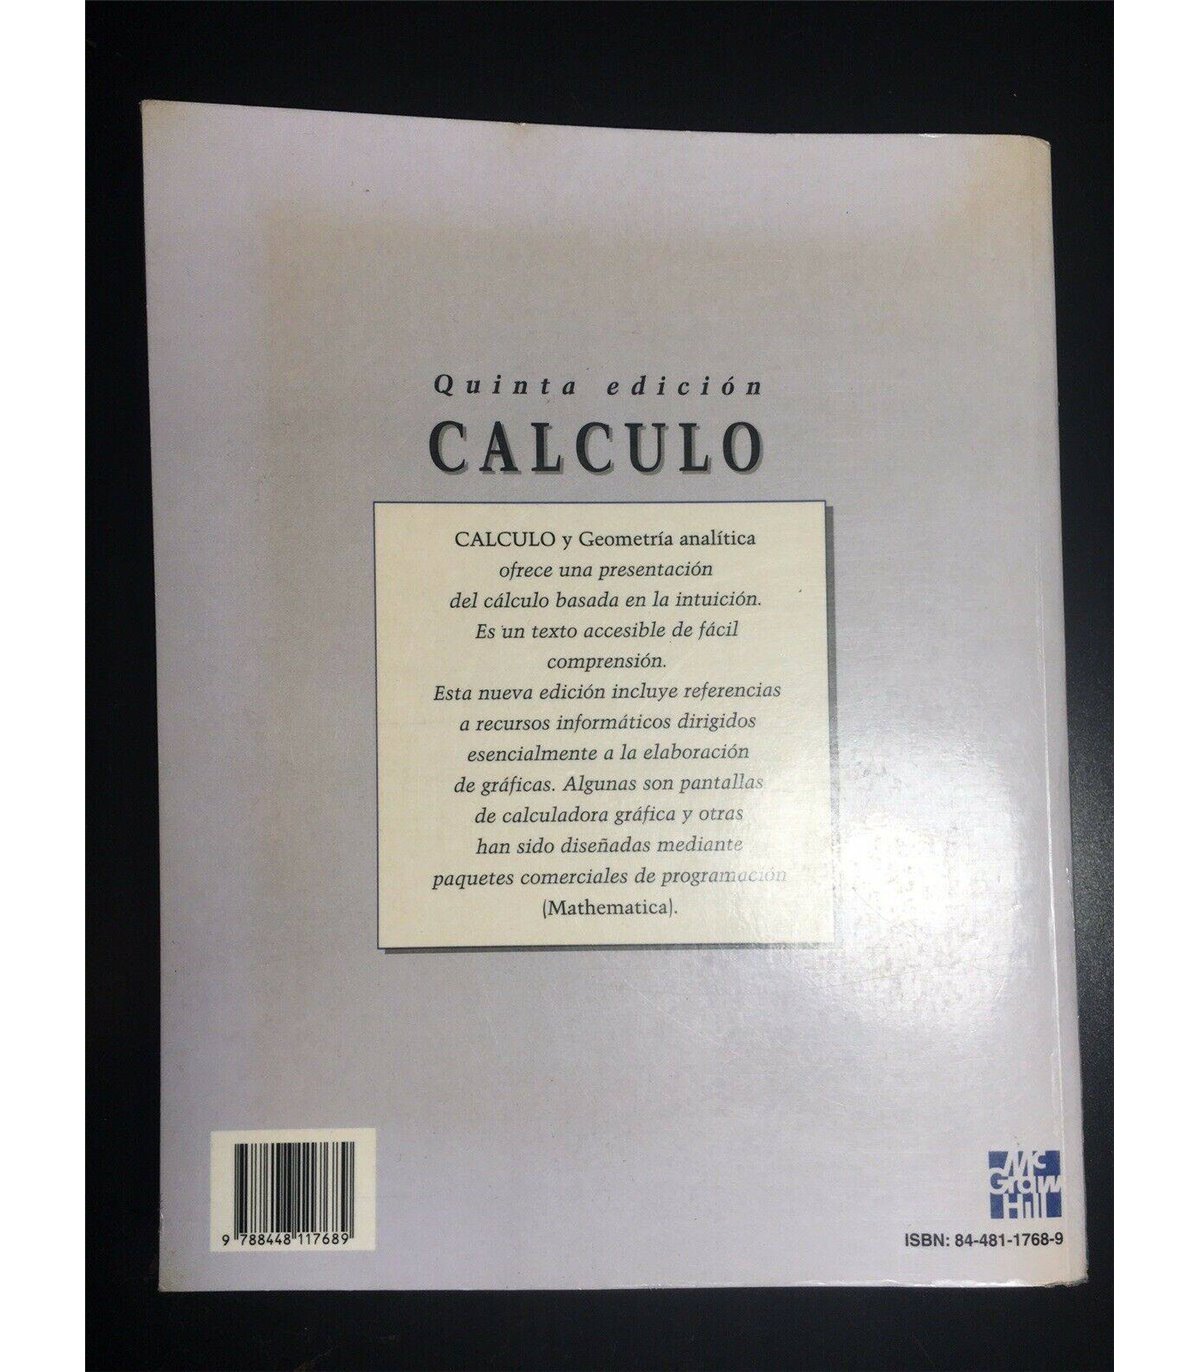 Quinta edición
CALCULO
CALCULO y Geometría analítica
ofrece una presentación
del cálculo basada en la intuición.
Es un texto accesible de fácil
comprensión.
Esta nueva edición incluye referencias
a recursos informáticos dirigidos
esencialmente a la elaboración
de gráficas. Algunas son pantallas
de calculadora gráfica y otras
han sido diseñadas mediante
paquetes comerciales de programación
(Mathematica).
9 788448 117689
Mc
Graw
Hill
ISBN: 84-481-1768-9